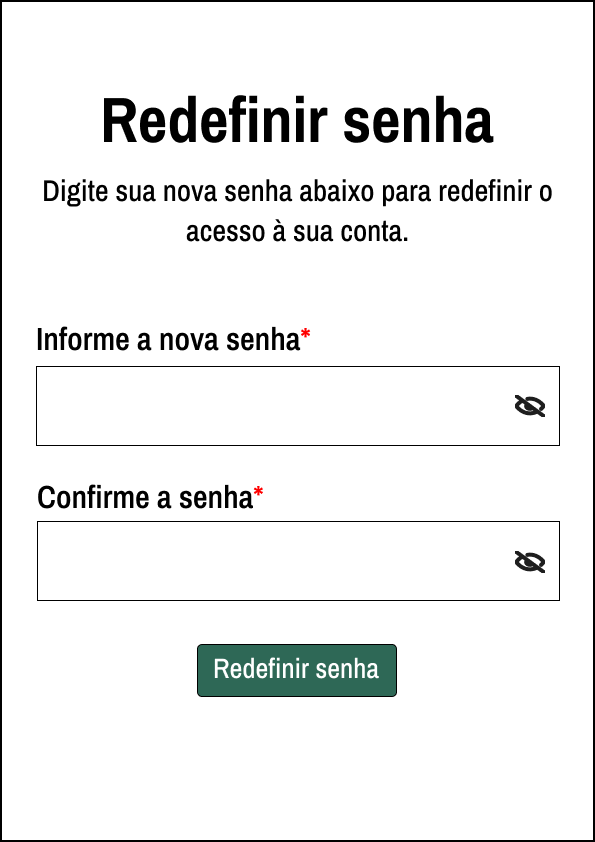 Redefinir senha
Digite sua nova senha abaixo para redefinir o
acesso à sua conta.
Informe a nova senha*
Confirme a senha*
Redefinir senha